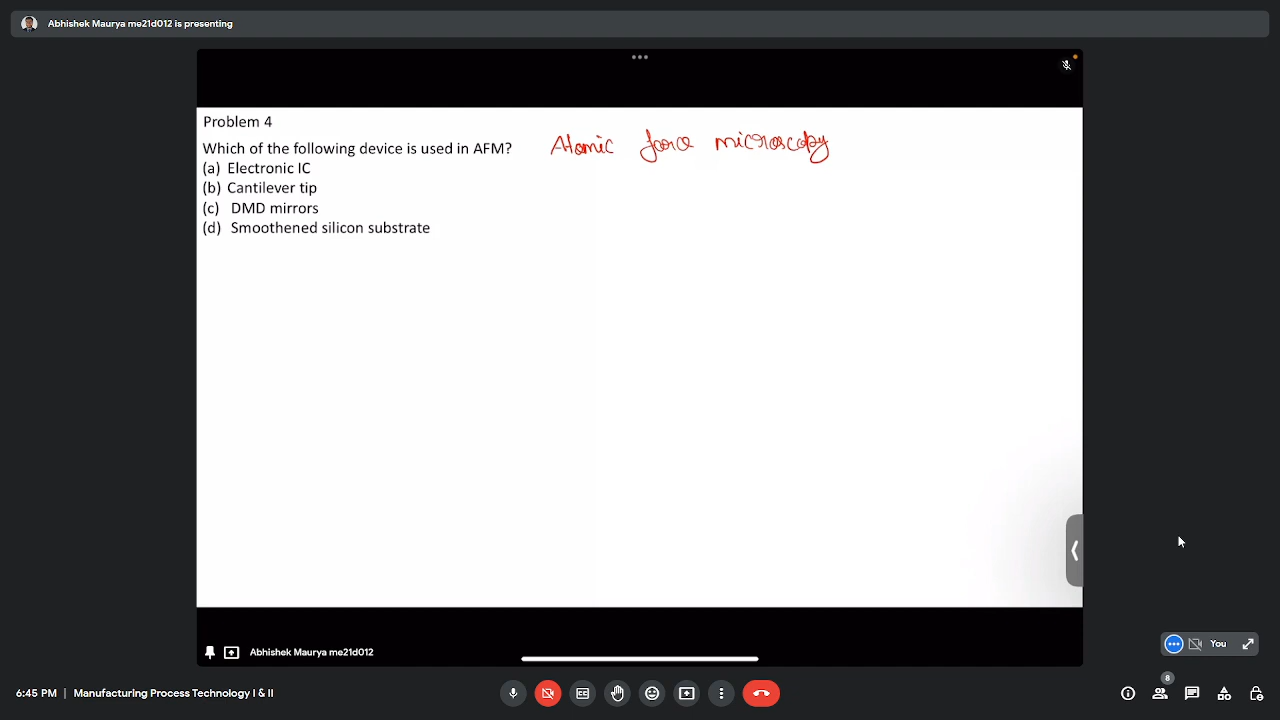 Abhishek Maurya me21d012 is presenting
Problem 4
Which of the following device is used in AFM? Atomic force microscopy
(a) Electronic IC
(b) Cantilever tip
(c) DMD mirrors
(d) Smoothened silicon substrate
Abhishek Maurya me21d012
You
6:45 PM | Manufacturing Process Technology I & II
8